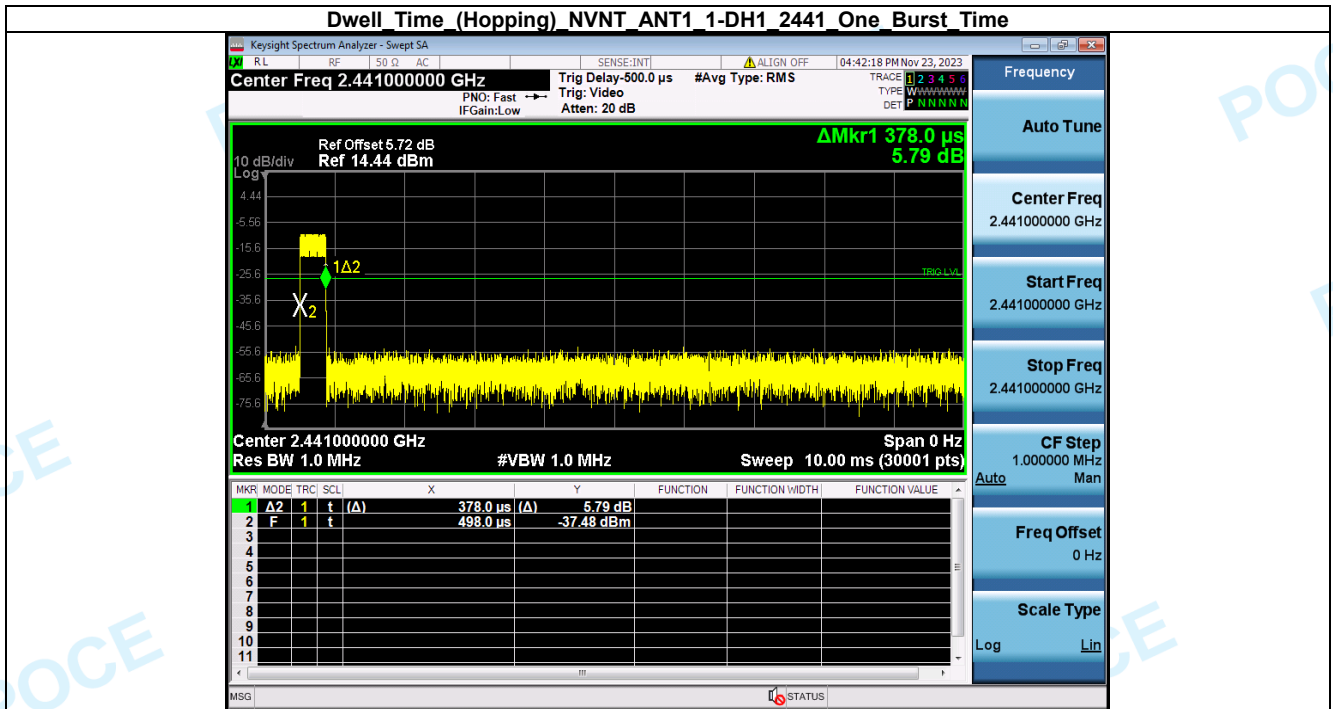 Dwell_Time_(Hopping)_NVNT_ANT1_1-DH1_2441_One_Burst_Time
Keysight Spectrum Analyzer - Swept SA
LXI RL RF 50 Ω AC SENSE:INT ALIGN OFF 04:42:18 PM Nov 23, 2023
Center Freq 2.441000000 GHz
PNO: Fast
IFGain:Low
Trig Delay-500.0 µs
Trig: Video
Atten: 20 dB
#Avg Type: RMS
TRACE 1 2 3 4 5 6
TYPE WWWWWW
DET P N N N N N
Ref Offset 5.72 dB
10 dB/div Ref 14.44 dBm
Log
ΔMkr1 378.0 µs
5.79 dB
4.44
-5.56
-15.6
-25.6
-35.6
-45.6
-55.6
-65.6
-75.6
1Δ2
X2
TRIG LVL
Center 2.441000000 GHz Span 0 Hz
Res BW 1.0 MHz #VBW 1.0 MHz Sweep 10.00 ms (30001 pts)
MKR MODE TRC SCL X Y FUNCTION FUNCTION WIDTH FUNCTION VALUE
1 Δ2 1 t (Δ) 378.0 µs (Δ) 5.79 dB
2 F 1 t 498.0 µs -37.48 dBm
3
4
5
6
7
8
9
10
11
MSG STATUS
Frequency
Auto Tune
Center Freq
2.441000000 GHz
Start Freq
2.441000000 GHz
Stop Freq
2.441000000 GHz
CF Step
1.000000 MHz
Auto Man
Freq Offset
0 Hz
Scale Type
Log Lin
POCE